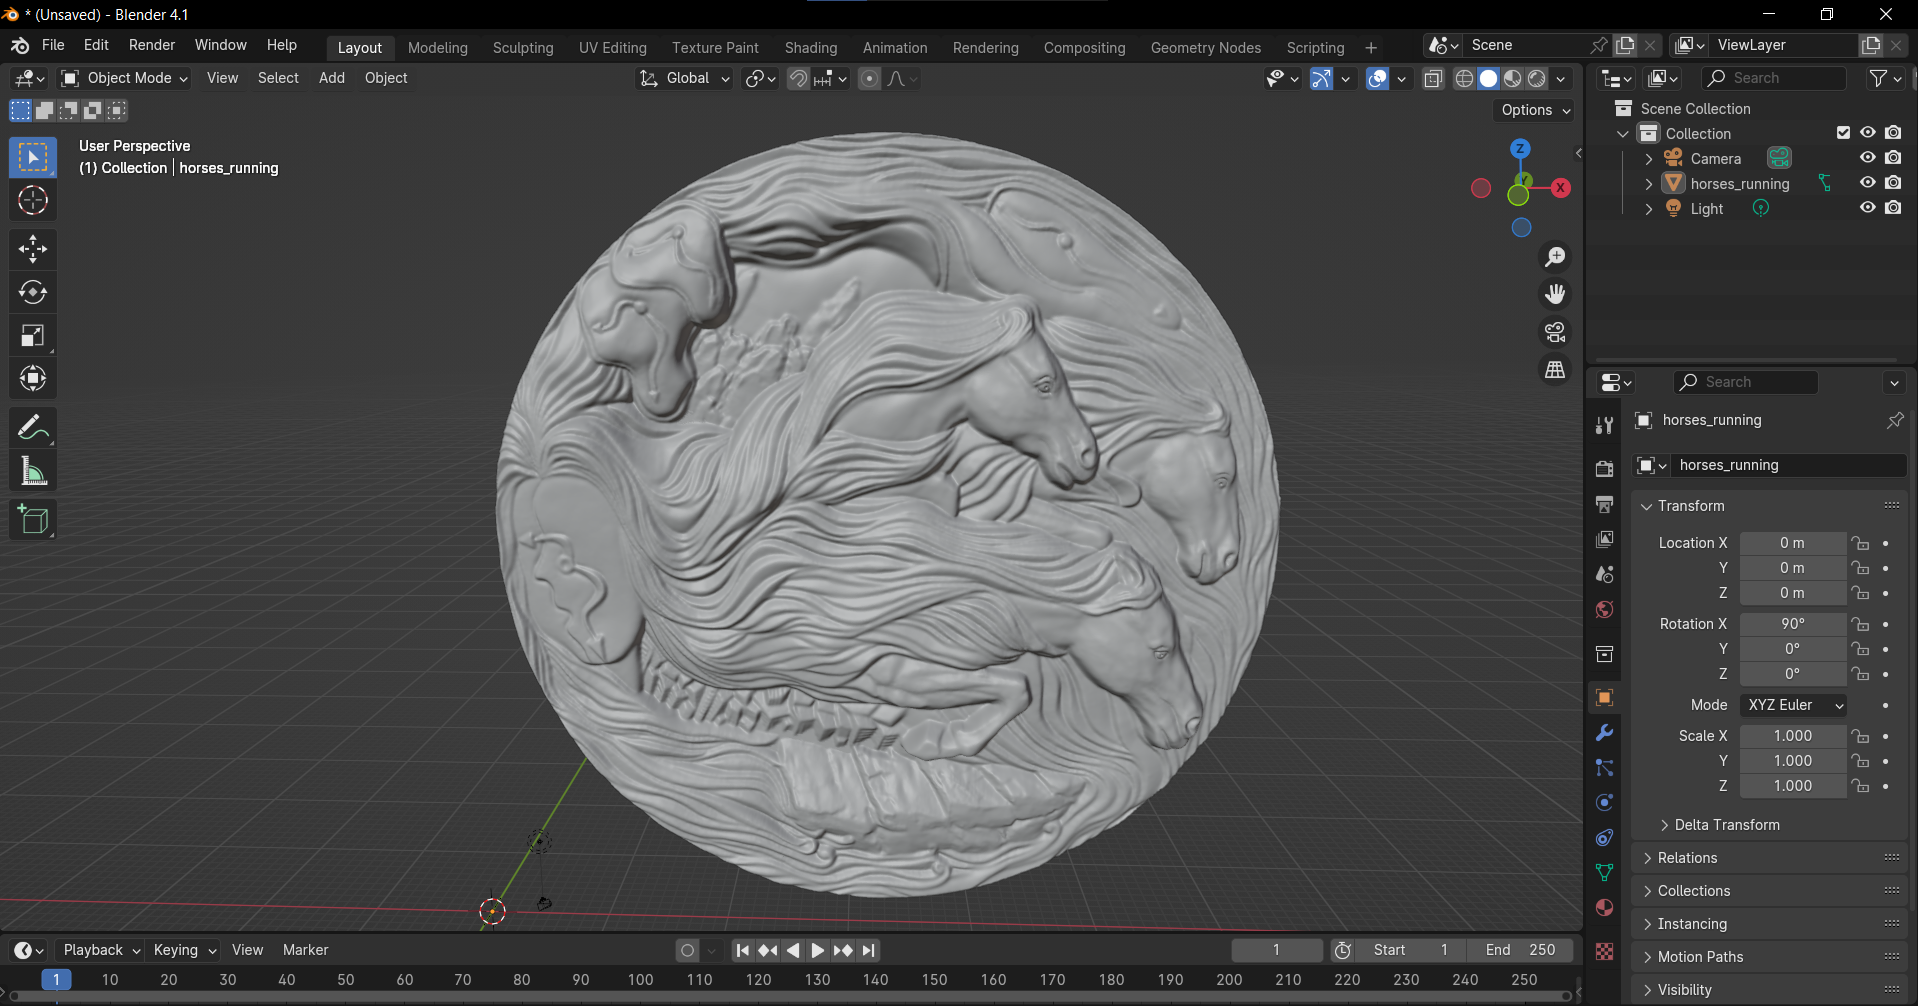 * (Unsaved) - Blender 4.1
File Edit Render Window Help Layout Modeling Sculpting UV Editing Texture Paint Shading Animation Rendering Compositing Geometry Nodes Scripting + Scene ViewLayer
Object Mode View Select Add Object Global Search
Options
User Perspective
(1) Collection | horses_running
Z
X
Scene Collection
Collection
Camera
horses_running
Light
Search
horses_running
horses_running
Transform
Location X 0 m
Y 0 m
Z 0 m
Rotation X 90°
Y 0°
Z 0°
Mode XYZ Euler
Scale X 1.000
Y 1.000
Z 1.000
Delta Transform
Relations
Collections
Instancing
Motion Paths
Visibility
Playback Keying View Marker 1 Start 1 End 250
1 10 20 30 40 50 60 70 80 90 100 110 120 130 140 150 160 170 180 190 200 210 220 230 240 250